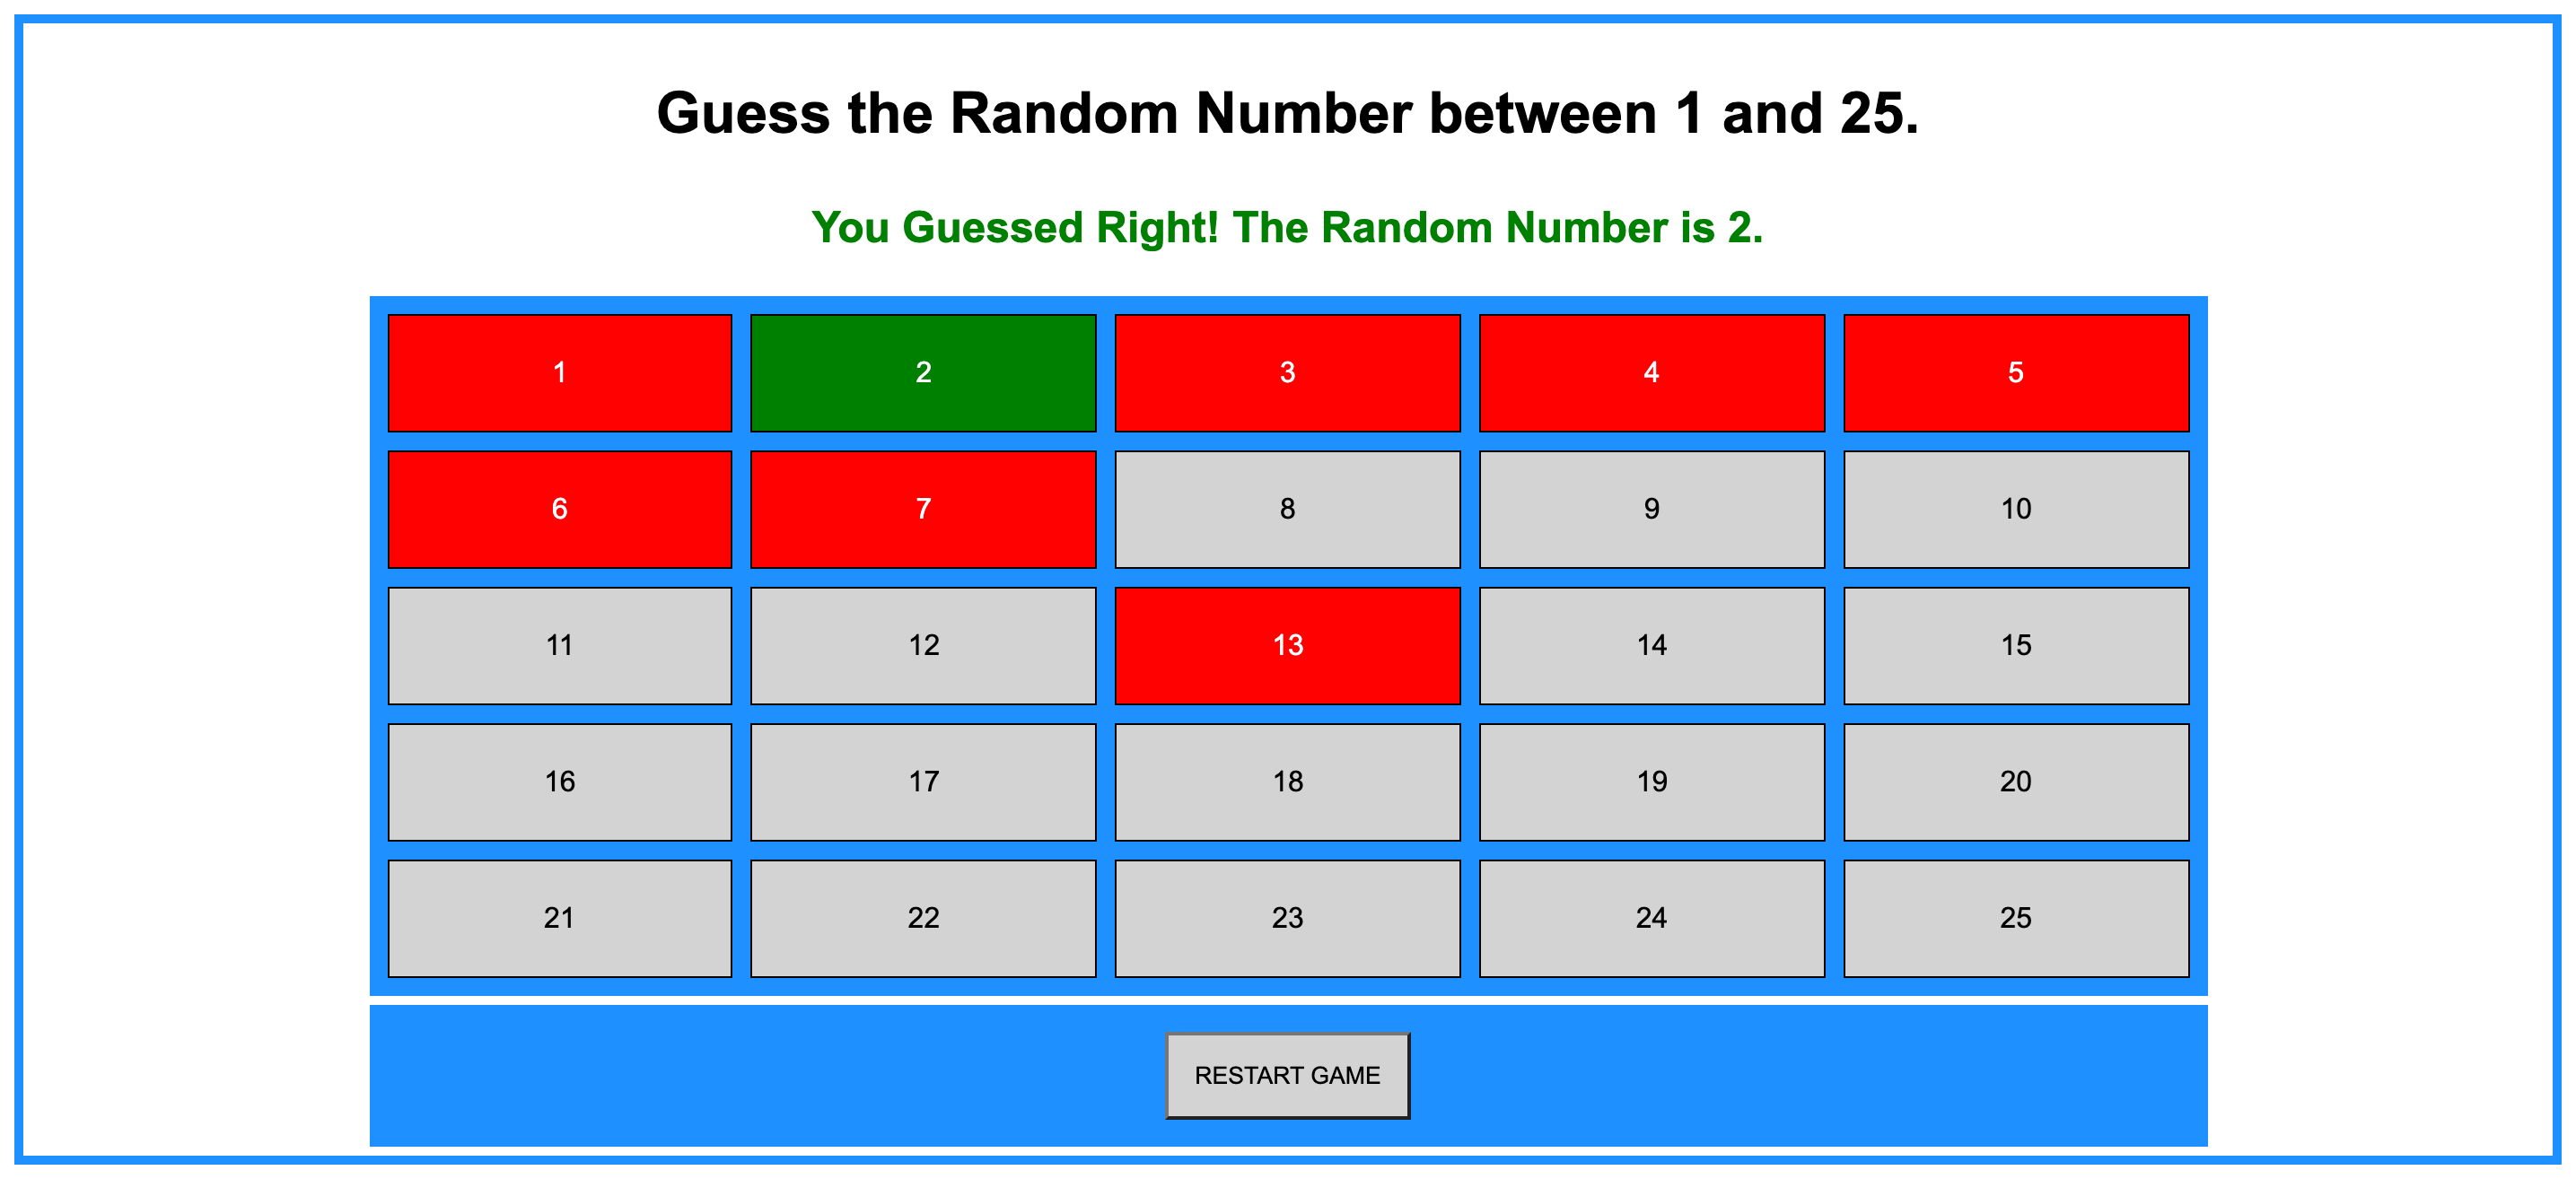 Guess the Random Number between 1 and 25.
You Guessed Right! The Random Number is 2.
1 2 3 4 5
6 7 8 9 10
11 12 13 14 15
16 17 18 19 20
21 22 23 24 25
RESTART GAME